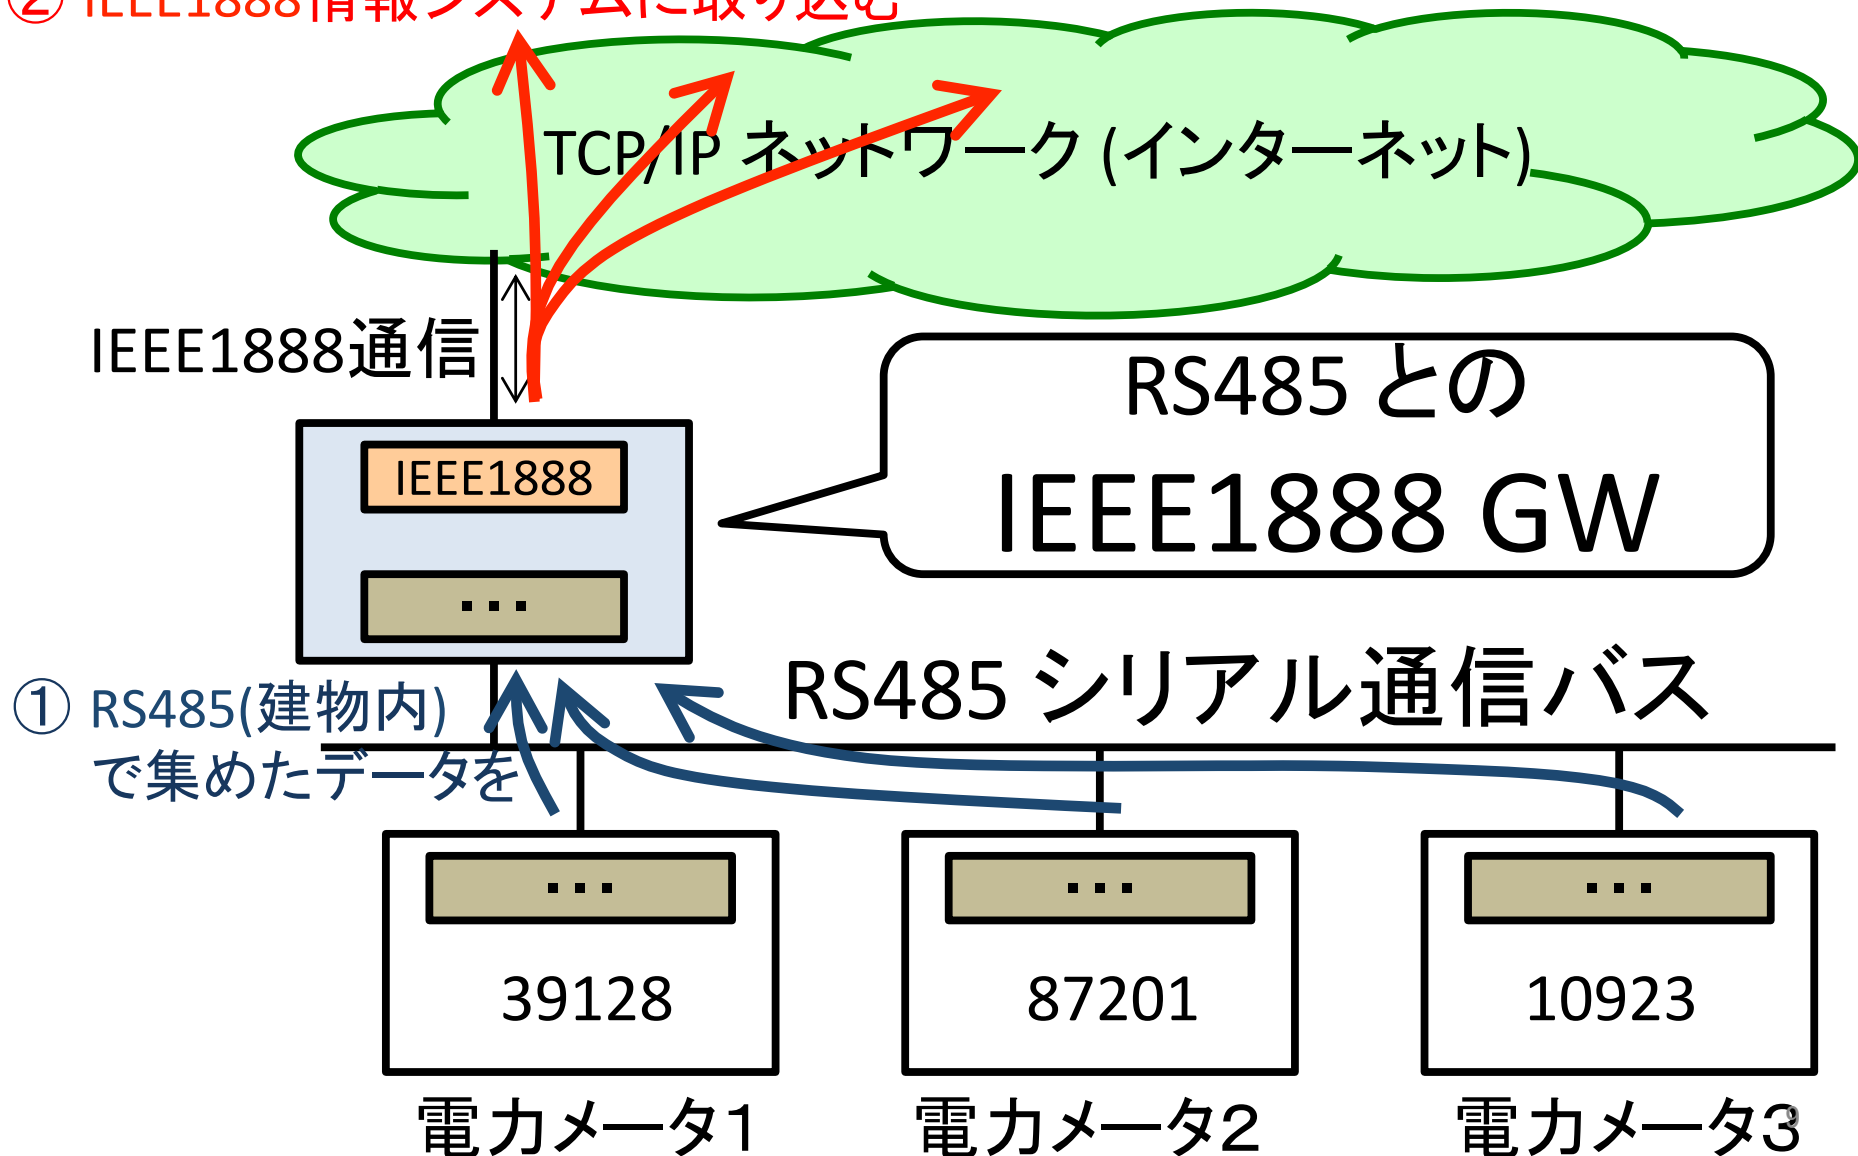 ② IEEE1888情報システムに取り込む
TCP/IP ネットワーク (インターネット)
IEEE1888通信
RS485 との
IEEE1888 GW
IEEE1888
...
RS485 シリアル通信バス
① RS485(建物内)
で集めたデータを
...
...
...
39128
87201
10923
電力メータ1
電力メータ2
電力メータ3
9